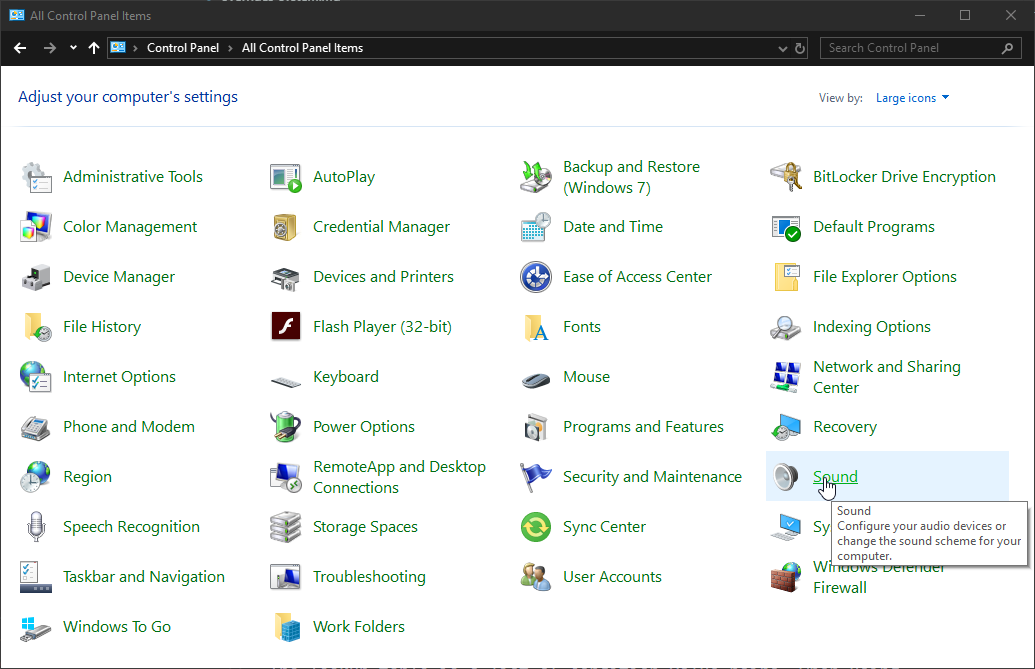 All Control Panel Items
Control Panel > All Control Panel Items
Search Control Panel
Adjust your computer's settings
View by: Large icons
Administrative Tools
AutoPlay
Backup and Restore
(Windows 7)
BitLocker Drive Encryption
Color Management
Credential Manager
Date and Time
Default Programs
Device Manager
Devices and Printers
Ease of Access Center
File Explorer Options
File History
Flash Player (32-bit)
Fonts
Indexing Options
Internet Options
Keyboard
Mouse
Network and Sharing
Center
Phone and Modem
Power Options
Programs and Features
Recovery
Region
RemoteApp and Desktop
Connections
Security and Maintenance
Sound
Speech Recognition
Storage Spaces
Sync Center
Sy
Sound
Configure your audio devices or
change the sound scheme for your
computer.
Taskbar and Navigation
Troubleshooting
User Accounts
Windows Defender
Firewall
Windows To Go
Work Folders